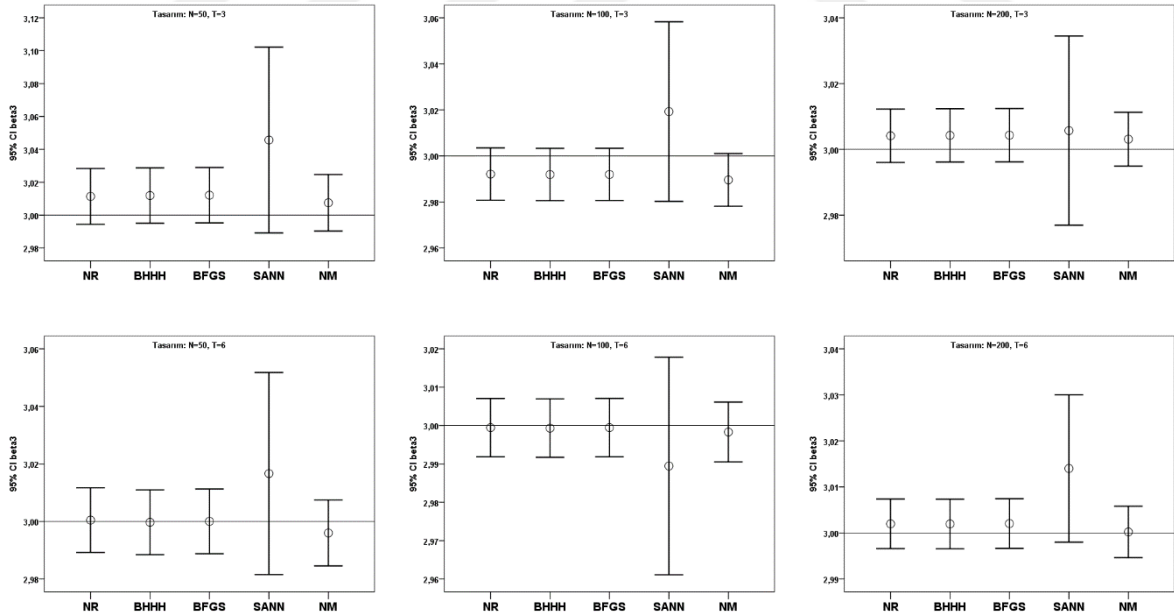 Tasarım: N=50, T=3
3,12
3,10
3,08
3,06
3,04
3,02
3,00
2,98
95% CI beta3
NR BHHH BFGS SANN NM
Tasarım: N=100, T=3
3,06
3,04
3,02
3,00
2,98
2,96
95% CI beta3
NR BHHH BFGS SANN NM
Tasarım: N=200, T=3
3,04
3,02
3,00
2,98
95% CI beta3
NR BHHH BFGS SANN NM
Tasarım: N=50, T=6
3,06
3,04
3,02
3,00
2,98
95% CI beta3
NR BHHH BFGS SANN NM
Tasarım: N=100, T=6
3,02
3,01
3,00
2,99
2,98
2,97
2,96
95% CI beta3
NR BHHH BFGS SANN NM
Tasarım: N=200, T=6
3,04
3,03
3,02
3,01
3,00
2,99
95% CI beta3
NR BHHH BFGS SANN NM